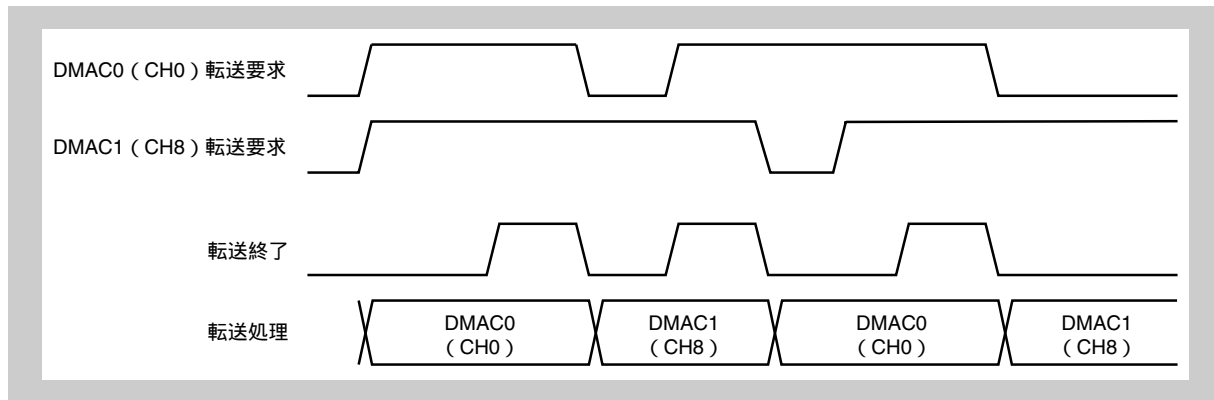 DMAC0（CH0）転送要求
DMAC1（CH8）転送要求
転送終了
転送処理
DMAC0
（CH0）
DMAC1
（CH8）
DMAC0
（CH0）
DMAC1
（CH8）